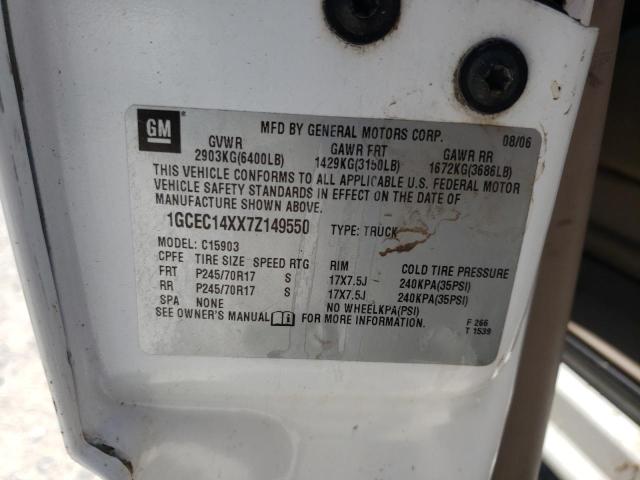 GM
MFD BY GENERAL MOTORS CORP. 08/06
GVWR GAWR FRT GAWR RR
2903KG(6400LB) 1429KG(3150LB) 1672KG(3686LB)
THIS VEHICLE CONFORMS TO ALL APPLICABLE U.S. FEDERAL MOTOR
VEHICLE SAFETY STANDARDS IN EFFECT ON THE DATE OF
MANUFACTURE SHOWN ABOVE.
1GCEC14XX7Z149550 TYPE: TRUCK
MODEL: C15903
CPFE TIRE SIZE SPEED RTG RIM COLD TIRE PRESSURE
FRT P245/70R17 S 17X7.5J 240KPA(35PSI)
RR P245/70R17 S 17X7.5J 240KPA(35PSI)
SPA NONE NO WHEELKPA(PSI)
SEE OWNER'S MANUAL FOR MORE INFORMATION.
F 266
T 1539